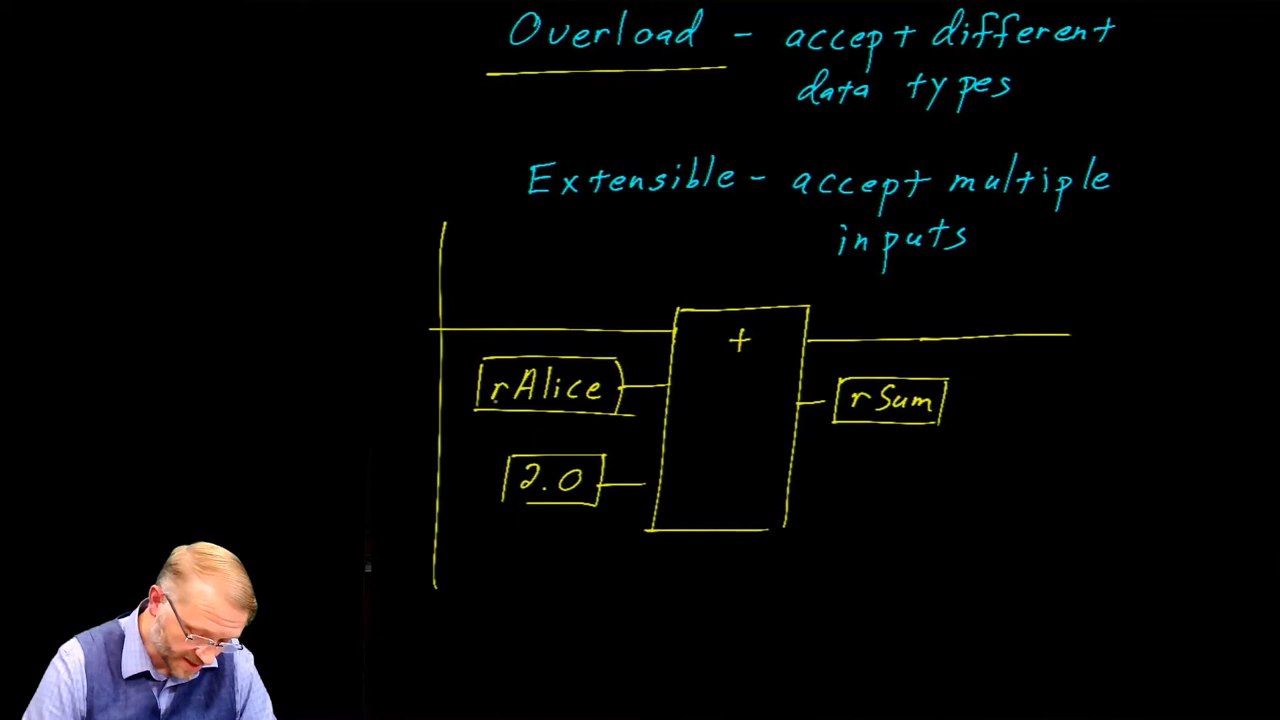 Overload - accept different
data types
Extensible - accept multiple
inputs
+
rAlice
rSum
2.0